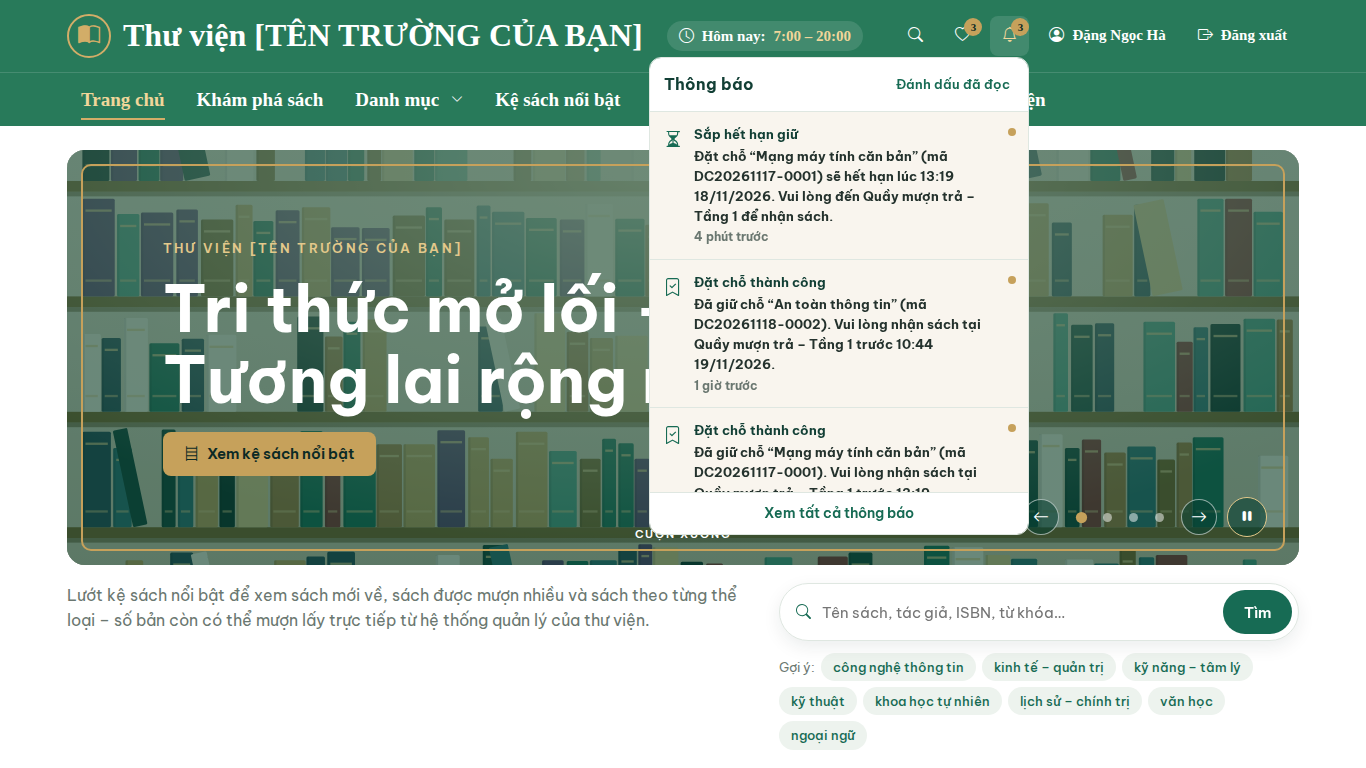 Thư viện [TÊN TRƯỜNG CỦA BẠN]
Hôm nay: 7:00 – 20:00
3
3
Đặng Ngọc Hà
Đăng xuất
Trang chủ
Khám phá sách
Danh mục
Kệ sách nổi bật
Thông báo
Đánh dấu đã đọc
Sắp hết hạn giữ
Đặt chỗ “Mạng máy tính căn bản” (mã
DC20261117-0001) sẽ hết hạn lúc 13:19
18/11/2026. Vui lòng đến Quầy mượn trả –
Tầng 1 để nhận sách.
4 phút trước
Đặt chỗ thành công
Đã giữ chỗ “An toàn thông tin” (mã
DC20261118-0002). Vui lòng nhận sách tại
Quầy mượn trả – Tầng 1 trước 10:44
19/11/2026.
1 giờ trước
Đặt chỗ thành công
Đã giữ chỗ “Mạng máy tính căn bản” (mã
DC20261117-0001). Vui lòng nhận sách tại
Xem tất cả thông báo
THƯ VIỆN [TÊN TRƯỜNG CỦA BẠN]
Tri thức mở lối
Tương lai rộng
Xem kệ sách nổi bật
CUỘN XUỐNG
Lướt kệ sách nổi bật để xem sách mới về, sách được mượn nhiều và sách theo từng thể
loại – số bản còn có thể mượn lấy trực tiếp từ hệ thống quản lý của thư viện.
Tên sách, tác giả, ISBN, từ khóa...
Tìm
Gợi ý: công nghệ thông tin kinh tế – quản trị kỹ năng – tâm lý
kỹ thuật khoa học tự nhiên lịch sử – chính trị văn học
ngoại ngữ